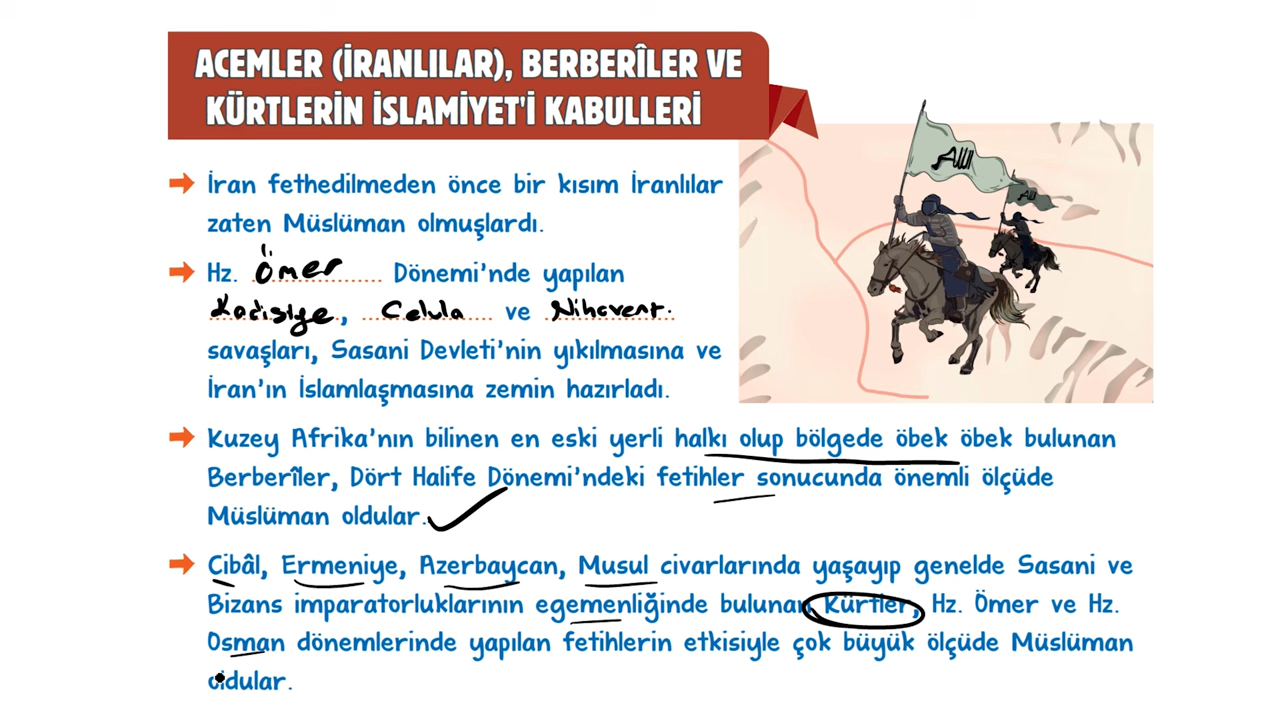 ACEMLER (İRANLILAR), BERBERÎLER VE
KÜRTLERİN İSLAMİYET'İ KABULLERİ
İran fethedilmeden önce bir kısım İranlılar
zaten Müslüman olmuşlardı.
Hz. Ömer Dönemi'nde yapılan
Kadisiye, Celula ve Nihavent
savaşları, Sasani Devleti'nin yıkılmasına ve
İran'ın İslamlaşmasına zemin hazırladı.
Kuzey Afrika'nın bilinen en eski yerli halkı olup bölgede öbek öbek bulunan
Berberîler, Dört Halife Dönemi'ndeki fetihler sonucunda önemli ölçüde
Müslüman oldular.
Cibâl, Ermeniye, Azerbaycan, Musul civarlarında yaşayıp genelde Sasani ve
Bizans imparatorluklarının egemenliğinde bulunan Kürtler, Hz. Ömer ve Hz.
Osman dönemlerinde yapılan fetihlerin etkisiyle çok büyük ölçüde Müslüman
oldular.
الله
الله